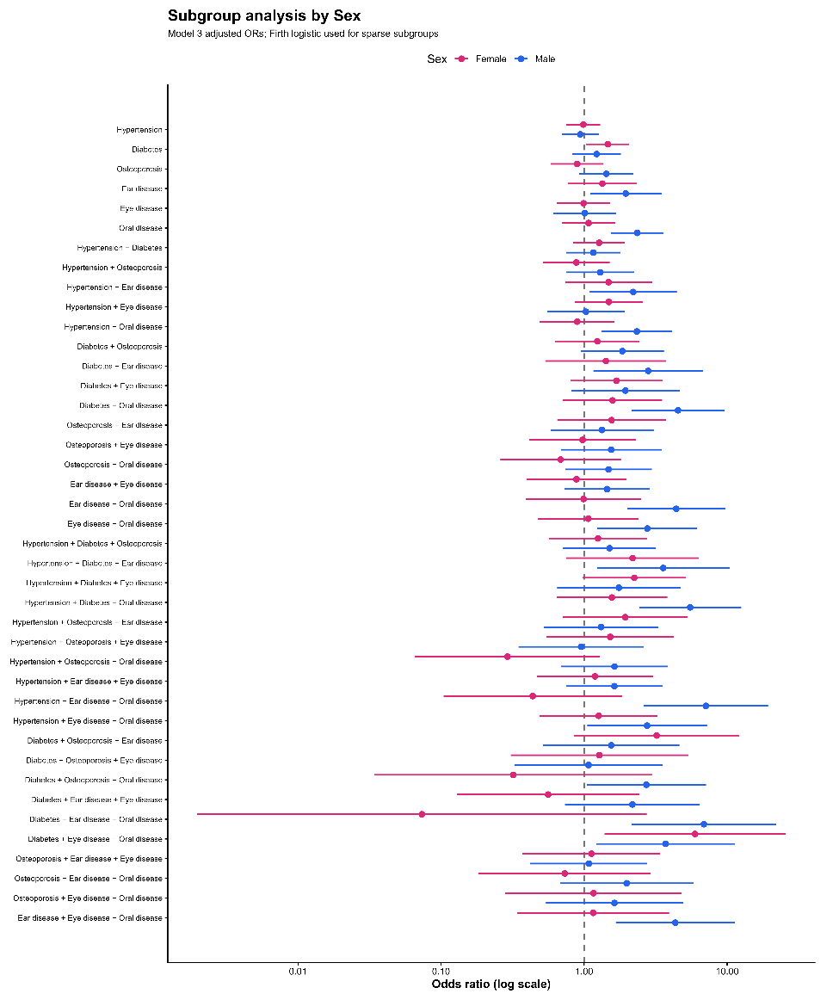 Subgroup analysis by Sex
Model 3 adjusted ORs; Firth logistic used for sparse subgroups
Sex Female Male
Hypertension
Diabetes
Osteoporosis
Ear disease
Eye disease
Oral disease
Hypertension + Diabetes
Hypertension + Osteoporosis
Hypertension + Ear disease
Hypertension + Eye disease
Hypertension + Oral disease
Diabetes + Osteoporosis
Diabetes + Ear disease
Diabetes + Eye disease
Diabetes + Oral disease
Osteoporosis + Ear disease
Osteoporosis + Eye disease
Osteoporosis + Oral disease
Ear disease + Eye disease
Ear disease + Oral disease
Eye disease + Oral disease
Hypertension + Diabetes + Osteoporosis
Hypertension + Diabetes + Ear disease
Hypertension + Diabetes + Eye disease
Hypertension + Diabetes + Oral disease
Hypertension + Osteoporosis + Ear disease
Hypertension + Osteoporosis + Eye disease
Hypertension + Osteoporosis + Oral disease
Hypertension + Ear disease + Eye disease
Hypertension + Ear disease + Oral disease
Hypertension + Eye disease + Oral disease
Diabetes + Osteoporosis + Ear disease
Diabetes + Osteoporosis + Eye disease
Diabetes + Osteoporosis + Oral disease
Diabetes + Ear disease + Eye disease
Diabetes + Ear disease + Oral disease
Diabetes + Eye disease + Oral disease
Osteoporosis + Ear disease + Eye disease
Osteoporosis + Ear disease + Oral disease
Osteoporosis + Eye disease + Oral disease
Ear disease + Eye disease + Oral disease
0.01 0.10 1.00 10.00
Odds ratio (log scale)